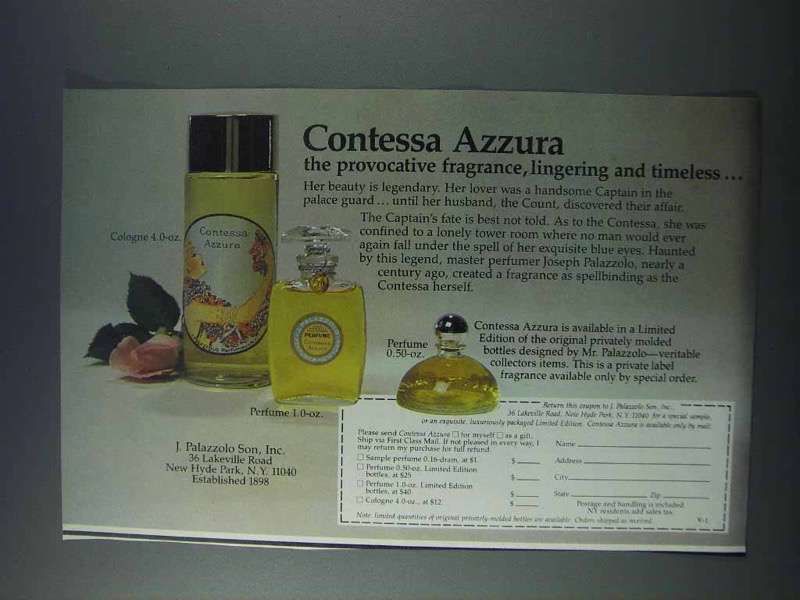 Contessa Azzura
the provocative fragrance, lingering and timeless...
Her beauty is legendary. Her lover was a handsome Captain in the
palace guard... until her husband, the Count, discovered their affair.
The Captain's fate is best not told. As to the Contessa, she was
confined to a lonely tower room where no man would ever
again fall under the spell of her exquisite blue eyes. Haunted
by this legend, master perfumer Joseph Palazzolo, nearly a
century ago, created a fragrance as spellbinding as the
Contessa herself.
Cologne 4.0-oz.
Contessa
Azzura
PERFUME
Perfume
0.50-oz.
Contessa Azzura is available in a Limited
Edition of the original privately molded
bottles designed by Mr. Palazzolo—veritable
collectors items. This is a private label
fragrance available only by special order.
Perfume 1.0-oz.
J. Palazzolo Son, Inc.
36 Lakeville Road
New Hyde Park, N.Y. 11040
Established 1898
Return this coupon to J. Palazzolo Son, Inc.
36 Lakeville Road, New Hyde Park, N.Y. 11040 for a special sample,
or an exquisite, luxuriously packaged Limited Edition. Contessa Azzura is available only by mail.
Please send Contessa Azzura ☐ for myself ☐ as a gift.
Ship via First Class Mail. If not pleased in every way, I
may return my purchase for full refund.
☐ Sample perfume 0.16-dram, at $1. $
☐ Perfume 0.50-oz. Limited Edition
bottles, at $25 $
☐ Perfume 1.0-oz. Limited Edition
bottles, at $40 $
☐ Cologne 4.0-oz., at $12. $
Name
Address
City
State Zip
Postage and handling is included.
NY residents add sales tax.
Note: limited quantities of original privately-molded bottles are available. Orders shipped as received. V-1